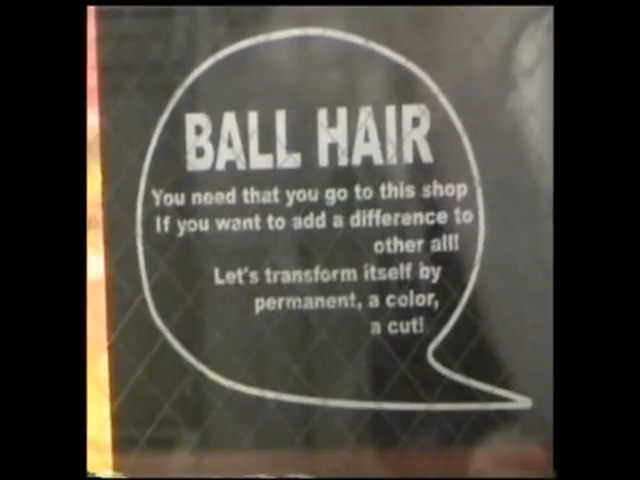 BALL HAIR
You need that you go to this shop
If you want to add a difference to
other all!
Let's transform itself by
permanent, a color,
a cut!